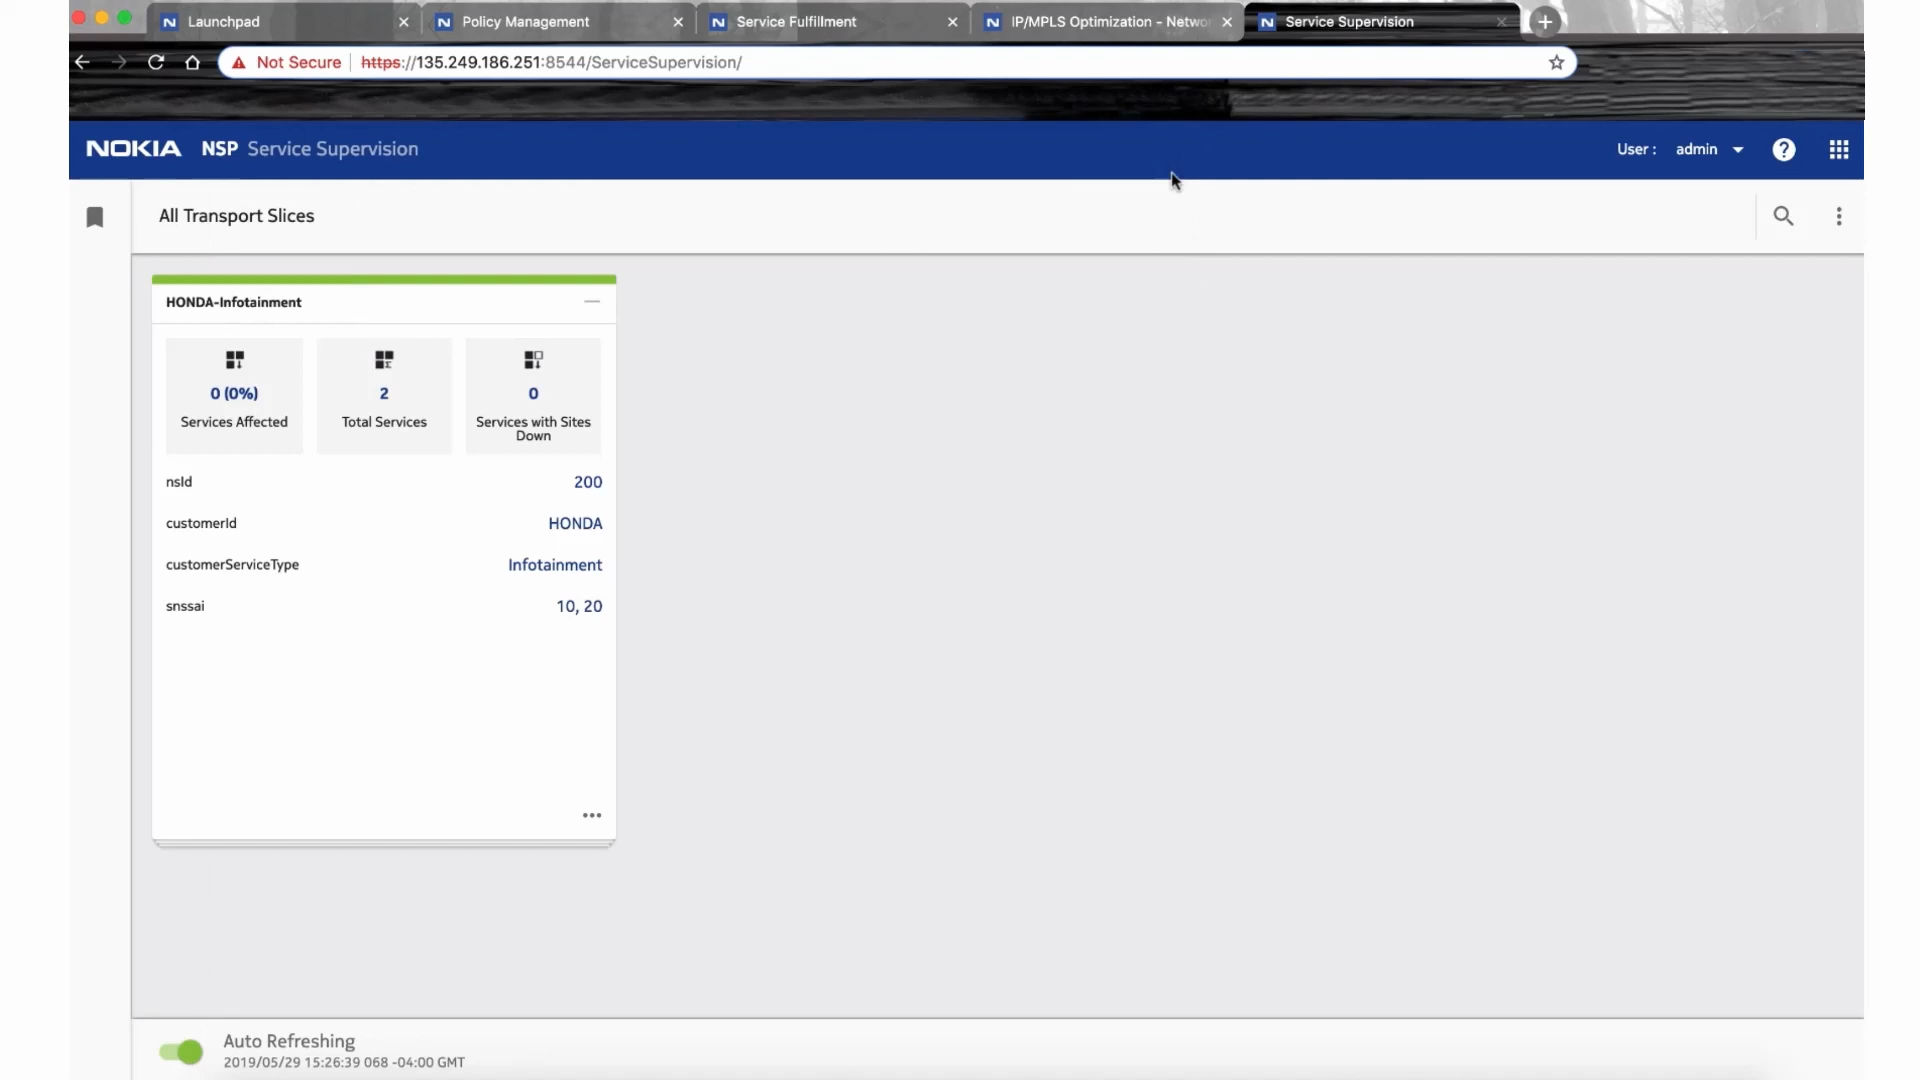 Launchpad
Policy Management
Service Fulfillment
IP/MPLS Optimization - Netwo
Service Supervision
Not Secure
https://135.249.186.251:8544/ServiceSupervision/
NOKIA NSP Service Supervision
User : admin
All Transport Slices
HONDA-Infotainment
0 (0%)
Services Affected
2
Total Services
0
Services with Sites
Down
nsId 200
customerId HONDA
customerServiceType Infotainment
snssai 10, 20
Auto Refreshing
2019/05/29 15:26:39 068 -04:00 GMT